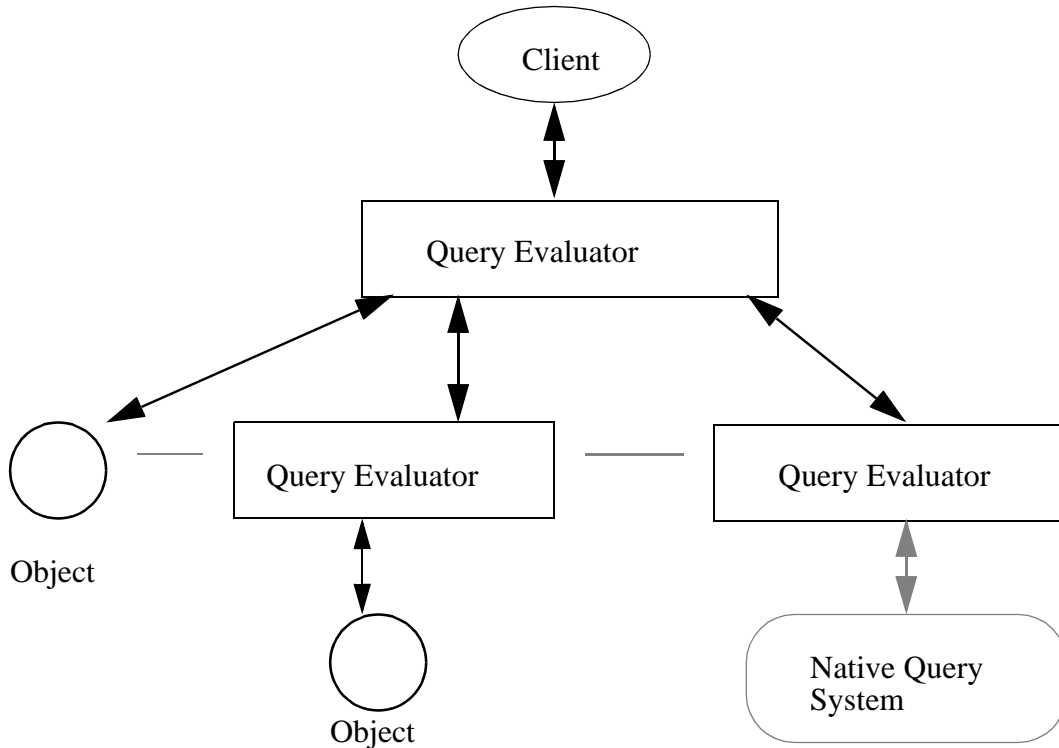 Client
Query Evaluator
Query Evaluator
Query Evaluator
Object
Native Query
System
Object